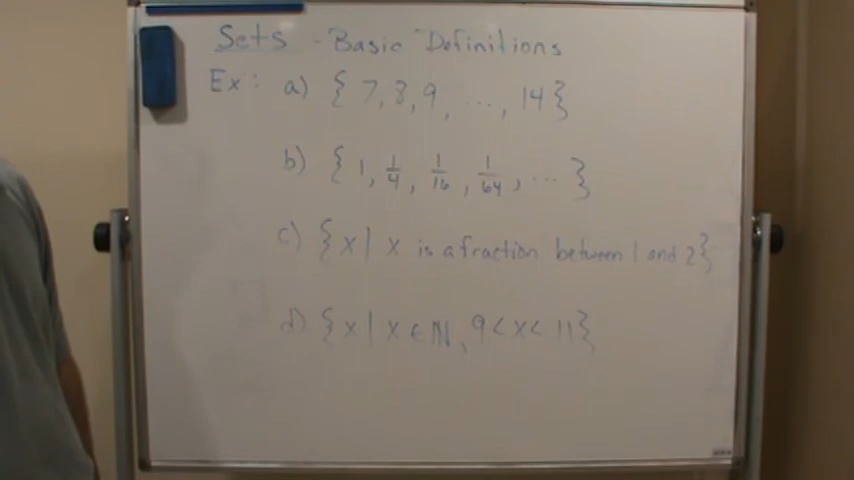 Sets - Basic Definitions
Ex: a) { 7, 8, 9, ..., 14 }
b) { 1, 1/4, 1/16, 1/64, ... }
c) { x | x is a fraction between 1 and 2 }
d) { x | x ∈ ℕ, 9 < x < 11 }